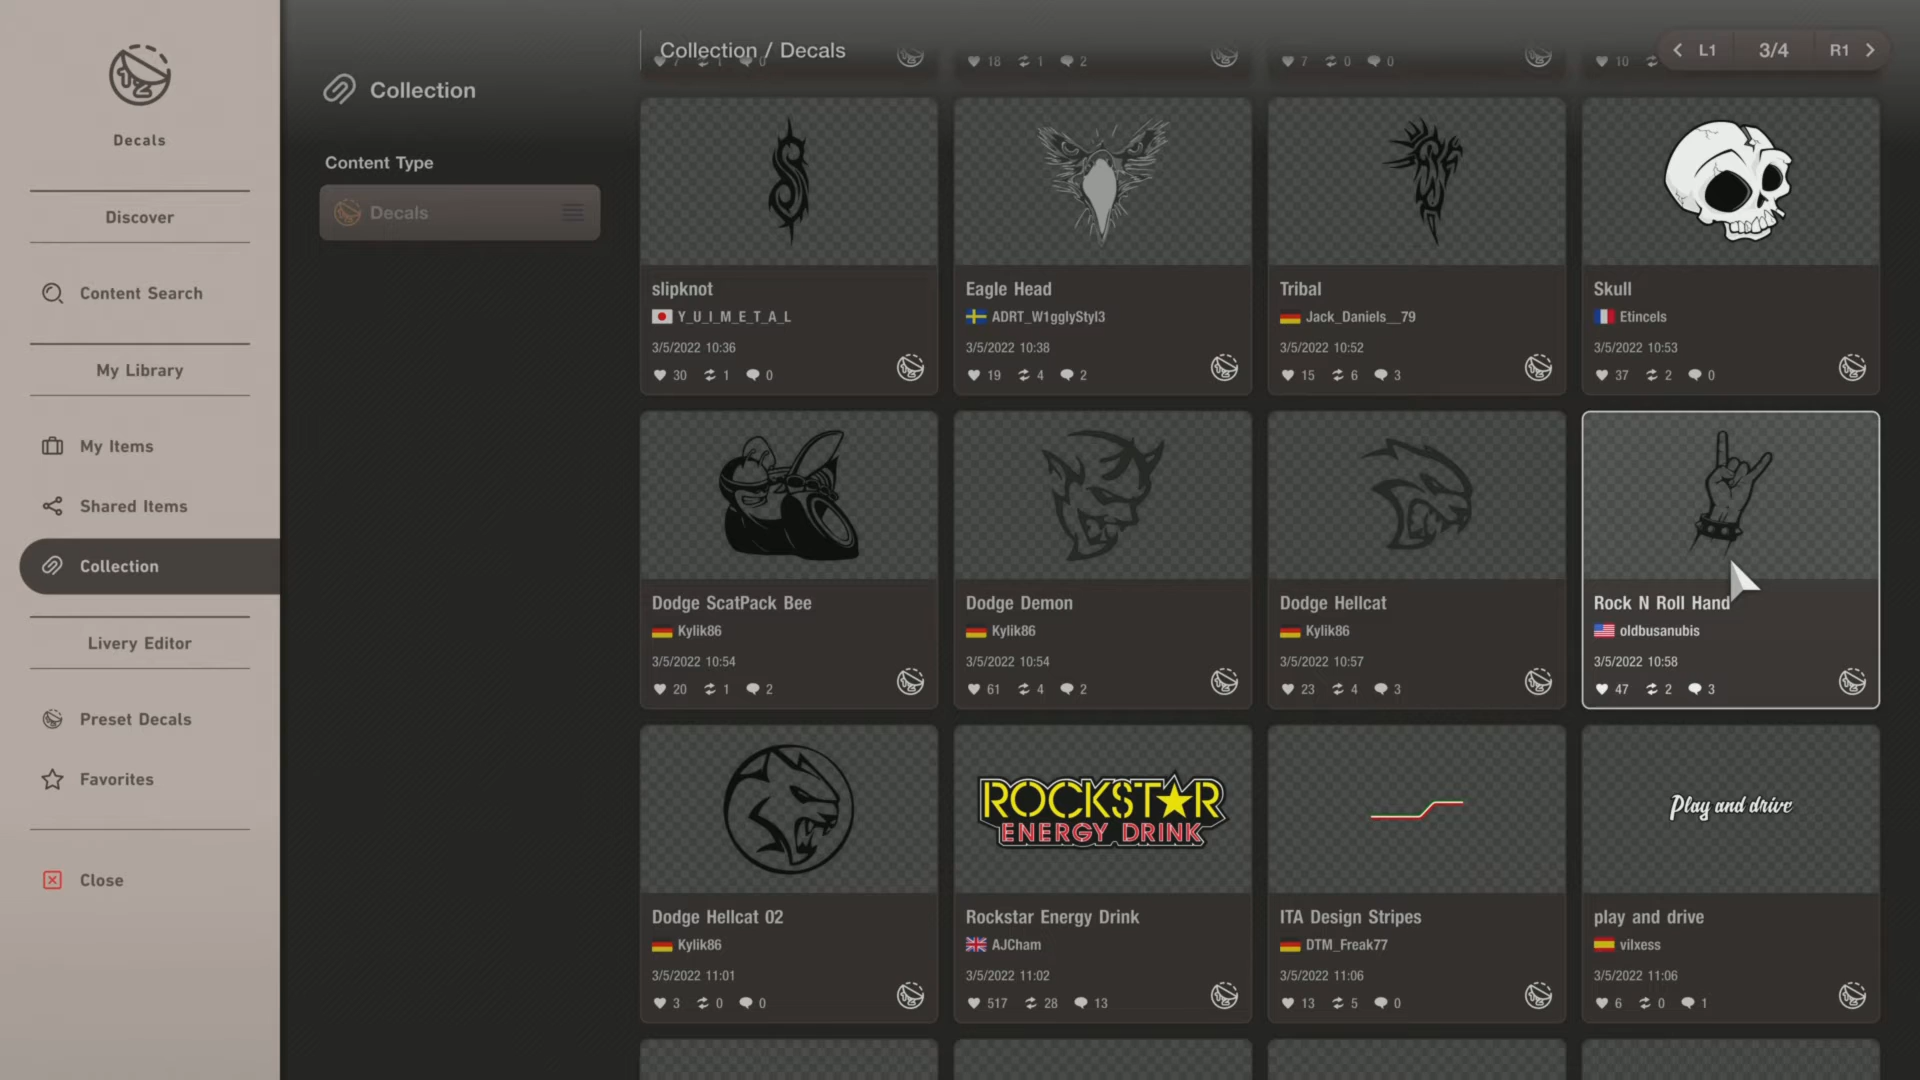 Decals
Discover
Content Search
My Library
My Items
Shared Items
Collection
Livery Editor
Preset Decals
Favorites
Close
Collection
Content Type
Decals
Collection / Decals
L1 3/4 R1
7 1 0
18 1 2
7 0 0
10
slipknot
Y_U_I_M_E_T_A_L
3/5/2022 10:36
30 1 0
Eagle Head
ADRT_W1gglyStyl3
3/5/2022 10:38
19 4 2
Tribal
Jack_Daniels__79
3/5/2022 10:52
15 6 3
Skull
Etincels
3/5/2022 10:53
37 2 0
Dodge ScatPack Bee
Kylik86
3/5/2022 10:54
20 1 2
Dodge Demon
Kylik86
3/5/2022 10:54
61 4 2
Dodge Hellcat
Kylik86
3/5/2022 10:57
23 4 3
Rock N Roll Hand
oldbusanubis
3/5/2022 10:58
47 2 3
Dodge Hellcat 02
Kylik86
3/5/2022 11:01
3 0 0
ROCKSTAR
ENERGY DRINK
Rockstar Energy Drink
AJCham
3/5/2022 11:02
517 28 13
ITA Design Stripes
DTM_Freak77
3/5/2022 11:06
13 5 0
Play and drive
play and drive
vilxess
3/5/2022 11:06
6 0 1